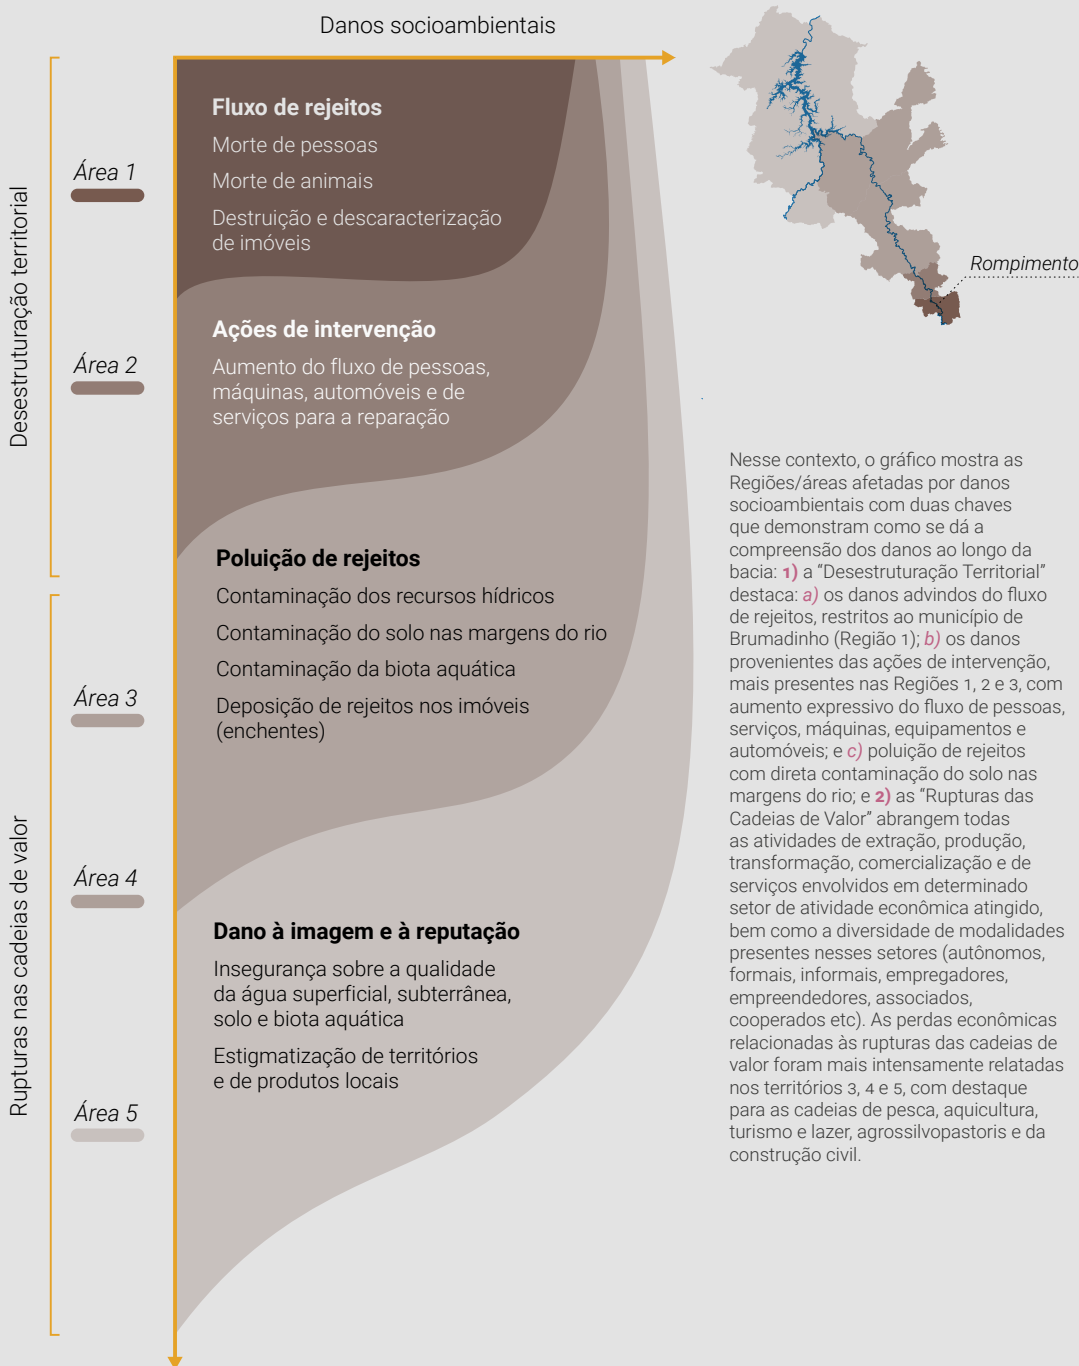 Danos socioambientais
Desestruturação territorial
Área 1
Fluxo de rejeitos
Morte de pessoas
Morte de animais
Destruição e descaracterização
de imóveis
Área 2
Ações de intervenção
Aumento do fluxo de pessoas,
máquinas, automóveis e de
serviços para a reparação
Rupturas nas cadeias de valor
Área 3
Poluição de rejeitos
Contaminação dos recursos hídricos
Contaminação do solo nas margens do rio
Contaminação da biota aquática
Deposição de rejeitos nos imóveis
(enchentes)
Área 4
Área 5
Dano à imagem e à reputação
Insegurança sobre a qualidade
da água superficial, subterrânea,
solo e biota aquática
Estigmatização de territórios
e de produtos locais
Rompimento
Nesse contexto, o gráfico mostra as
Regiões/áreas afetadas por danos
socioambientais com duas chaves
que demonstram como se dá a
compreensão dos danos ao longo da
bacia: 1) a "Desestruturação Territorial"
destaca: a) os danos advindos do fluxo
de rejeitos, restritos ao município de
Brumadinho (Região 1); b) os danos
provenientes das ações de intervenção,
mais presentes nas Regiões 1, 2 e 3, com
aumento expressivo do fluxo de pessoas,
serviços, máquinas, equipamentos e
automóveis; e c) poluição de rejeitos
com direta contaminação do solo nas
margens do rio; e 2) as "Rupturas das
Cadeias de Valor" abrangem todas
as atividades de extração, produção,
transformação, comercialização e de
serviços envolvidos em determinado
setor de atividade econômica atingido,
bem como a diversidade de modalidades
presentes nesses setores (autônomos,
formais, informais, empregadores,
empreendedores, associados,
cooperados etc). As perdas econômicas
relacionadas às rupturas das cadeias de
valor foram mais intensamente relatadas
nos territórios 3, 4 e 5, com destaque
para as cadeias de pesca, aquicultura,
turismo e lazer, agrossilvopastoris e da
construção civil.